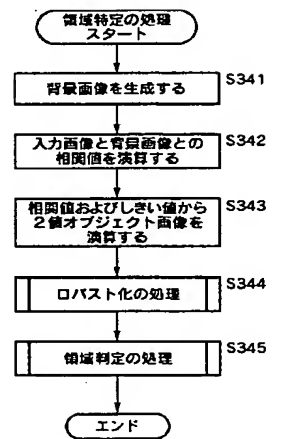 領域特定の処理
スタート
背景画像を生成する
S341
入力画像と背景画像との
相関値を演算する
S342
相関値およびしきい値から
2値オブジェクト画像を
演算する
S343
ロバスト化の処理
S344
領域判定の処理
S345
エンド